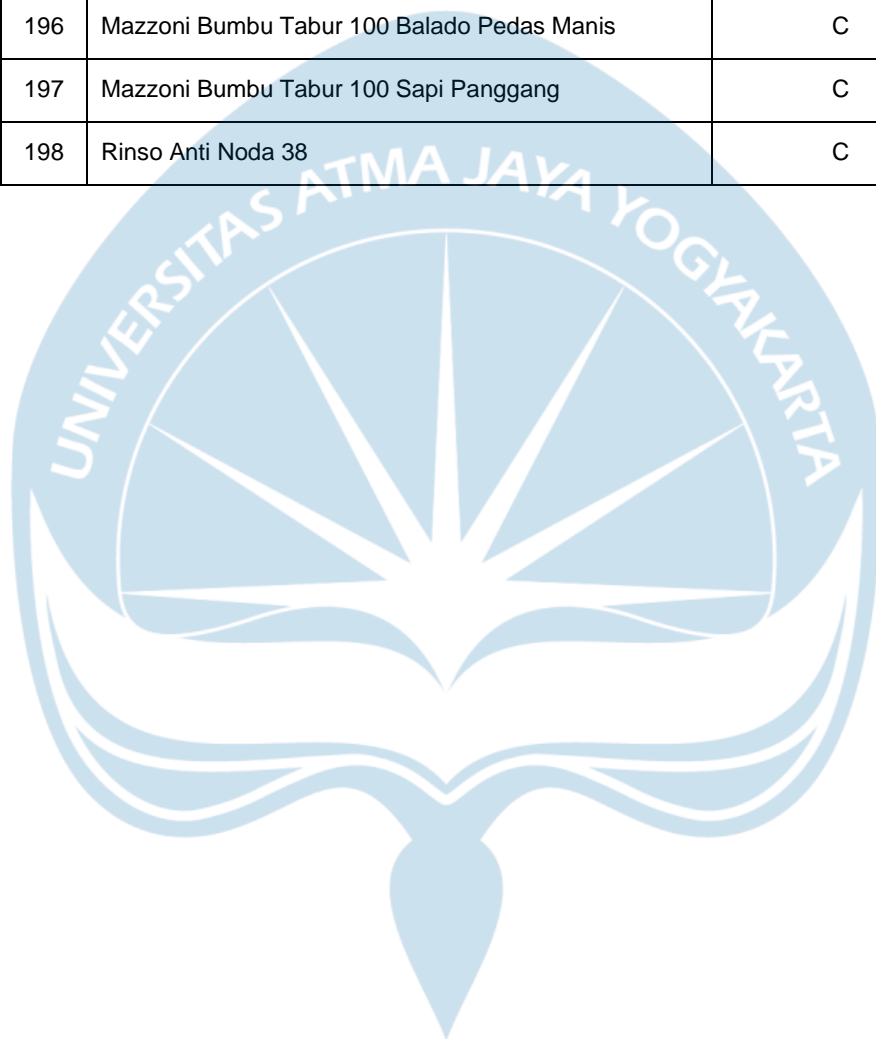 196 Mazzoni Bumbu Tabur 100 Balado Pedas Manis C
197 Mazzoni Bumbu Tabur 100 Sapi Panggang C
198 Rinso Anti Noda 38 C
UNIVERSITAS ATMA JAYA YOGYAKARTA